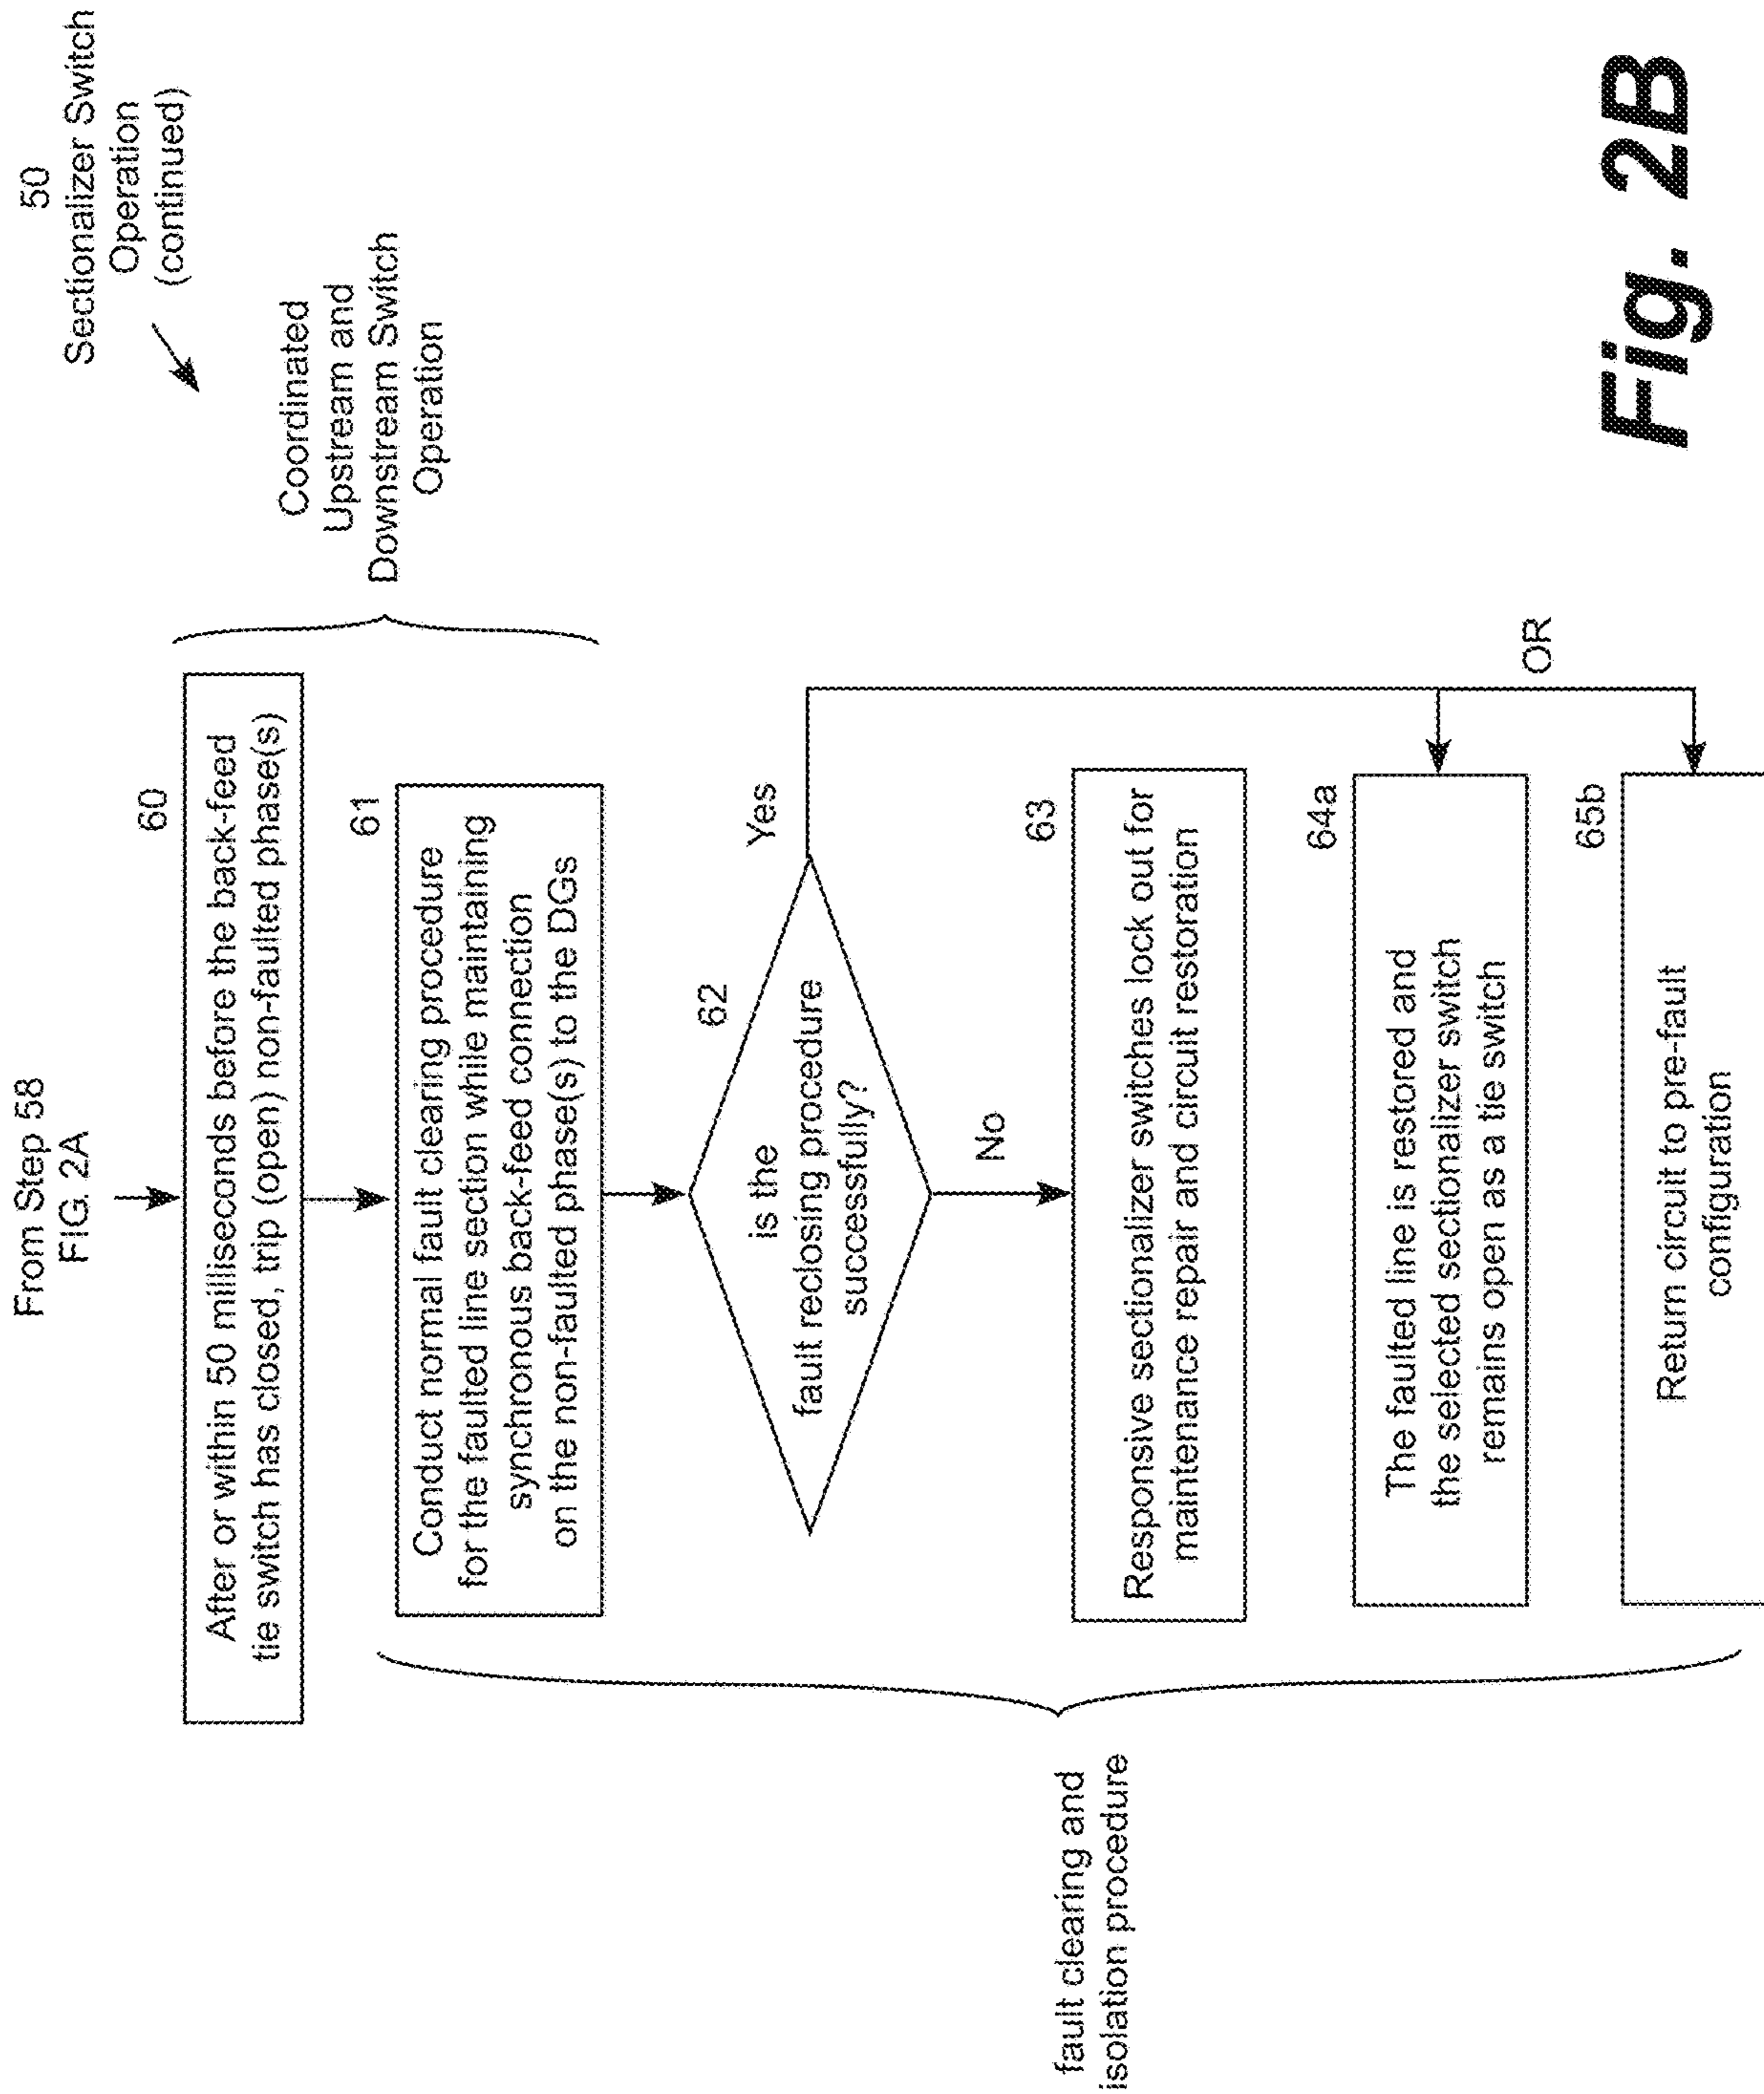 From Step 58
FIG. 2A
50
Sectionalizer Switch
Operation
(continued)
60
After or within 50 milliseconds before the back-feed
tie switch has closed, trip (open) non-faulted phase(s)
Coordinated
Upstream and
Downstream Switch
Operation
61
Conduct normal fault clearing procedure
for the faulted line section while maintaining
synchronous back-feed connection
on the non-faulted phase(s) to the DGs
62
is the
fault reclosing procedure
successfully?
Yes
No
63
Responsive sectionalizer switches lock out for
maintenance repair and circuit restoration
fault clearing and
isolation procedure
64a
The faulted line is restored and
the selected sectionalizer switch
remains open as a tie switch
OR
65b
Return circuit to pre-fault
configuration
Fig. 2B